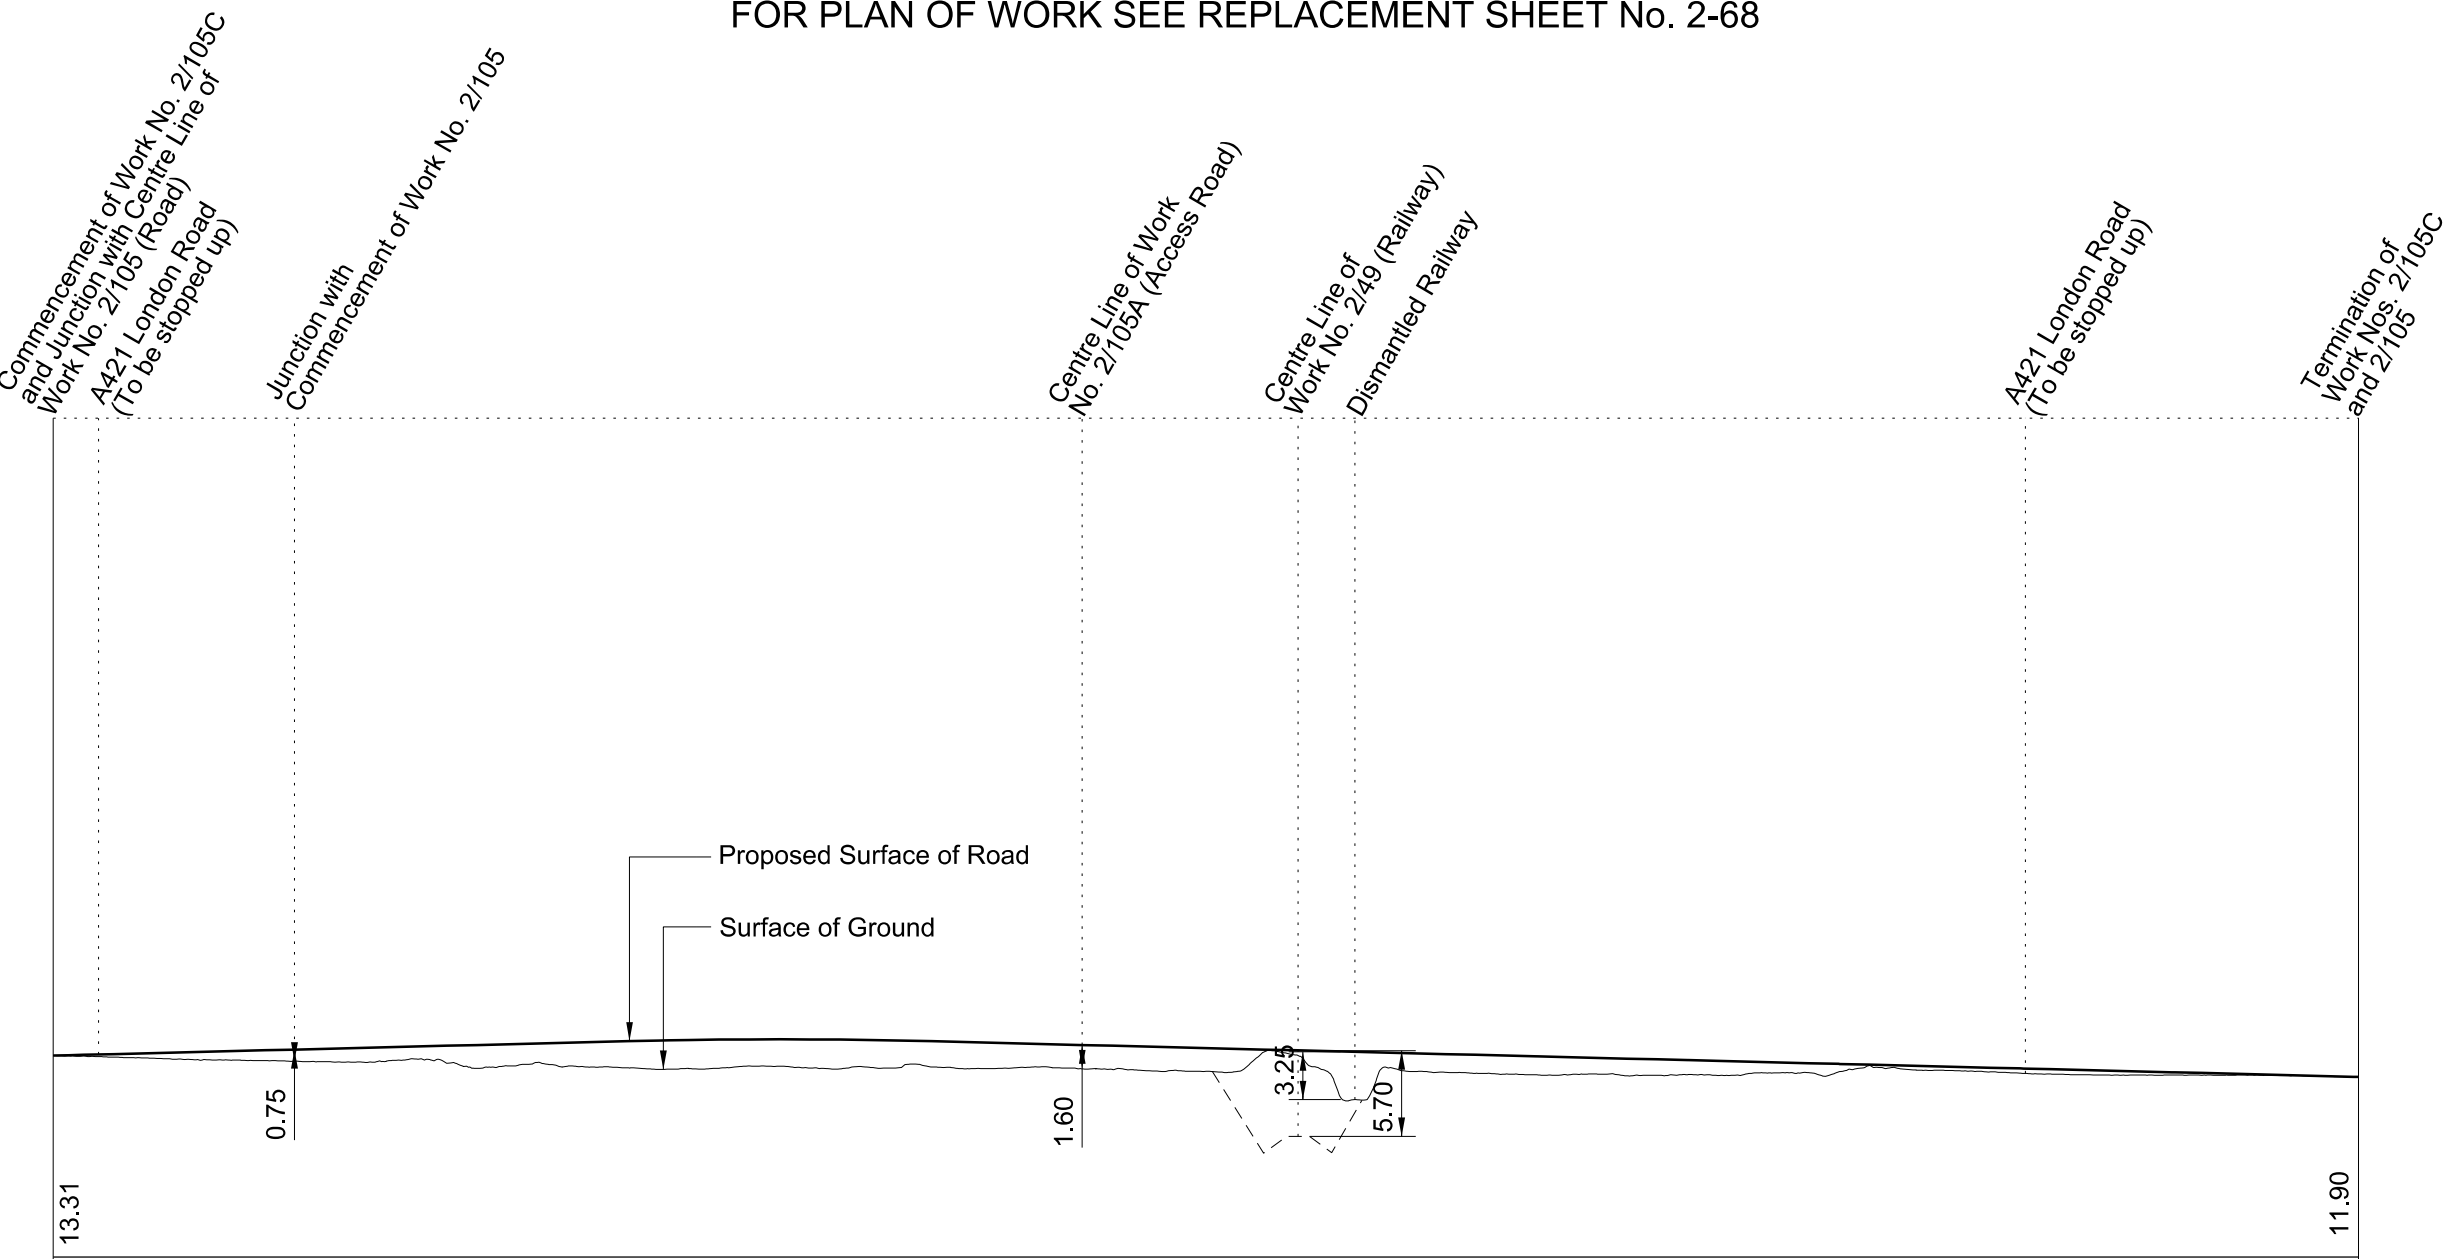 FOR PLAN OF WORK SEE REPLACEMENT SHEET No. 2-68
Commencement of Work No. 2/105C
and Junction with Centre Line of
Work No. 2/105 (Road)
A421 London Road
(To be stopped up)
Junction with
Commencement of Work No. 2/105
Centre Line of Work
No. 2/105A (Access Road)
Centre Line of
Work No. 2/49 (Railway)
Dismantled Railway
A421 London Road
(To be stopped up)
Termination of
Work Nos. 2/105C
and 2/105
Proposed Surface of Road
Surface of Ground
0.75
1.60
3.25
5.70
13.31
11.90